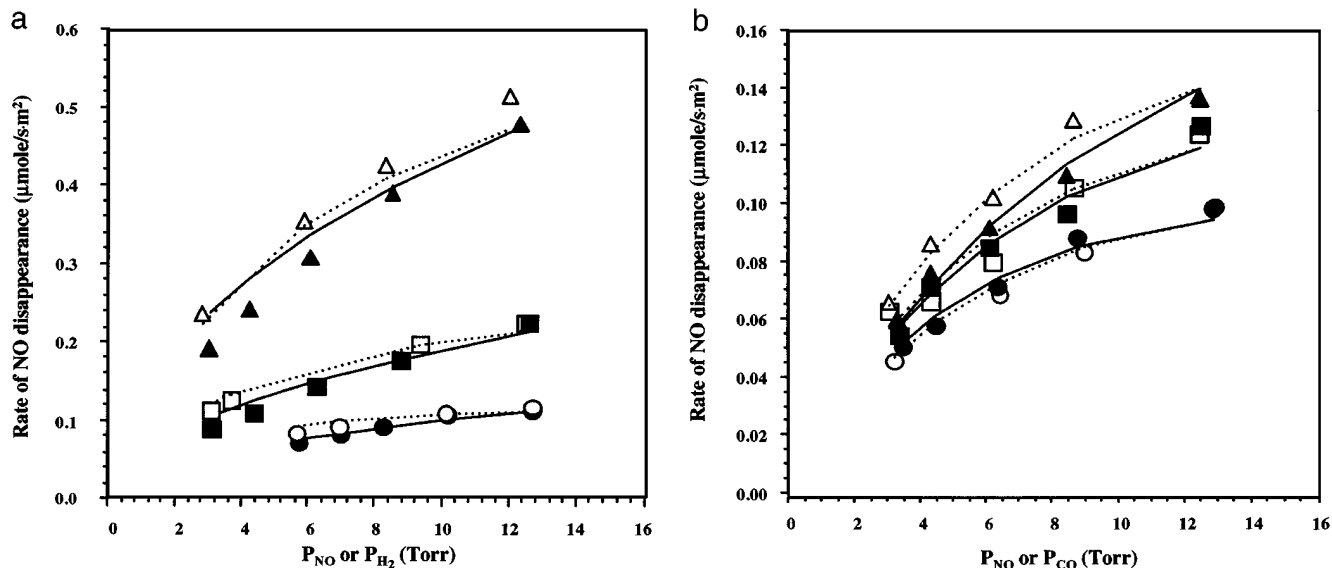 a
Rate of NO disappearance (μmole/s·m²)
0.6
0.5
0.4
0.3
0.2
0.1
0.0
0 2 4 6 8 10 12 14 16
P_NO or P_H₂ (Torr)
b
Rate of NO disappearance (μmole/s·m²)
0.16
0.14
0.12
0.10
0.08
0.06
0.04
0.02
0.00
0 2 4 6 8 10 12 14 16
P_NO or P_CO (Torr)